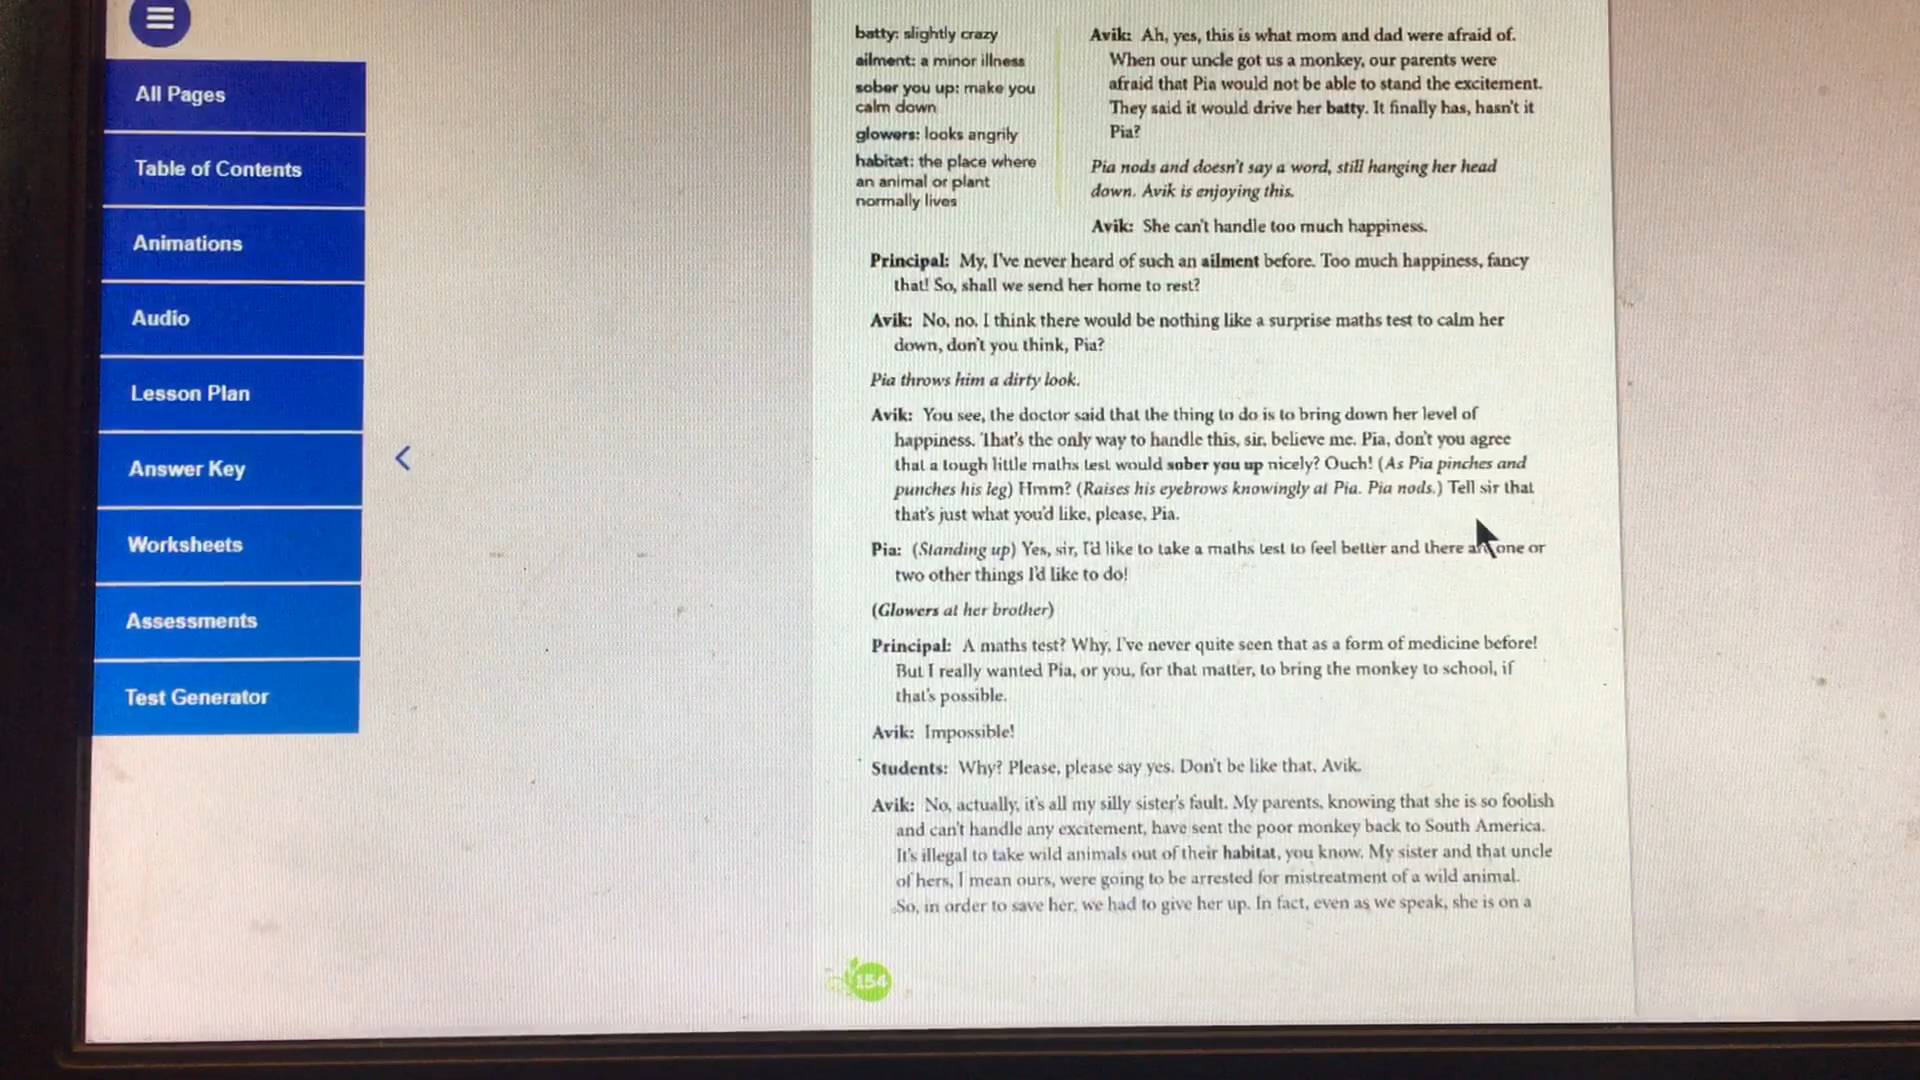 All Pages
Table of Contents
Animations
Audio
Lesson Plan
Answer Key
Worksheets
Assessments
Test Generator
batty: slightly crazy
ailment: a minor illness
sober you up: make you
calm down
glowers: looks angrily
habitat: the place where
an animal or plant
normally lives
Avik: Ah, yes, this is what mom and dad were afraid of.
When our uncle got us a monkey, our parents were
afraid that Pia would not be able to stand the excitement.
They said it would drive her batty. It finally has, hasn't it
Pia?
Pia nods and doesn't say a word, still hanging her head
down. Avik is enjoying this.
Avik: She can't handle too much happiness.
Principal: My, I've never heard of such an ailment before. Too much happiness, fancy
that! So, shall we send her home to rest?
Avik: No, no. I think there would be nothing like a surprise maths test to calm her
down, don't you think, Pia?
Pia throws him a dirty look.
Avik: You see, the doctor said that the thing to do is to bring down her level of
happiness. That's the only way to handle this, sir, believe me. Pia, don't you agree
that a tough little maths test would sober you up nicely? Ouch! (As Pia pinches and
punches his leg) Hmm? (Raises his eyebrows knowingly at Pia. Pia nods.) Tell sir that
that's just what you'd like, please, Pia.
Pia: (Standing up) Yes, sir, I'd like to take a maths test to feel better and there one or
two other things I'd like to do!
(Glowers at her brother)
Principal: A maths test? Why, I've never quite seen that as a form of medicine before!
But I really wanted Pia, or you, for that matter, to bring the monkey to school, if
that's possible.
Avik: Impossible!
Students: Why? Please, please say yes. Don't be like that, Avik.
Avik: No, actually, it's all my silly sister's fault. My parents, knowing that she is so foolish
and can't handle any excitement, have sent the poor monkey back to South America.
It's illegal to take wild animals out of their habitat, you know. My sister and that uncle
of hers, I mean ours, were going to be arrested for mistreatment of a wild animal.
So, in order to save her, we had to give her up. In fact, even as we speak, she is on a
154